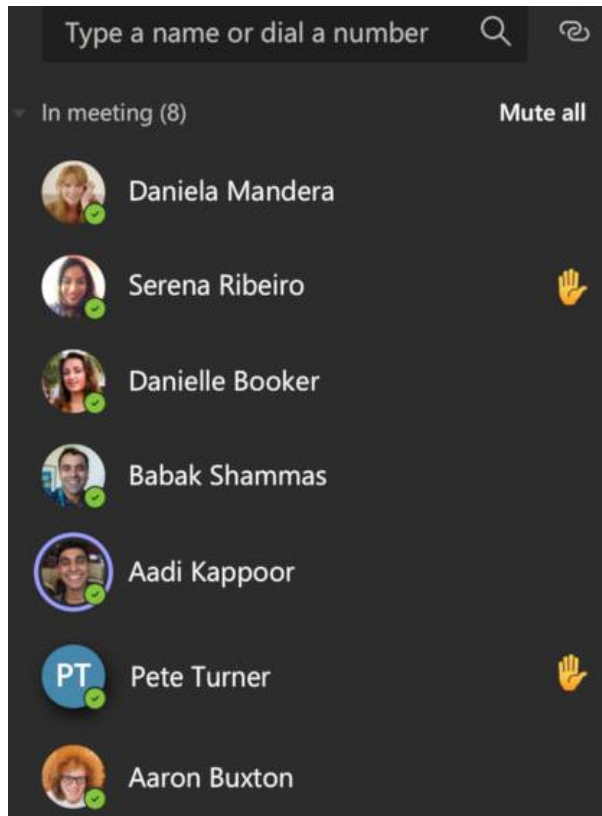 Type a name or dial a number
In meeting (8) Mute all
Daniela Mandera
Serena Ribeiro
Danielle Booker
Babak Shammas
Aadi Kappoor
PT Pete Turner
Aaron Buxton